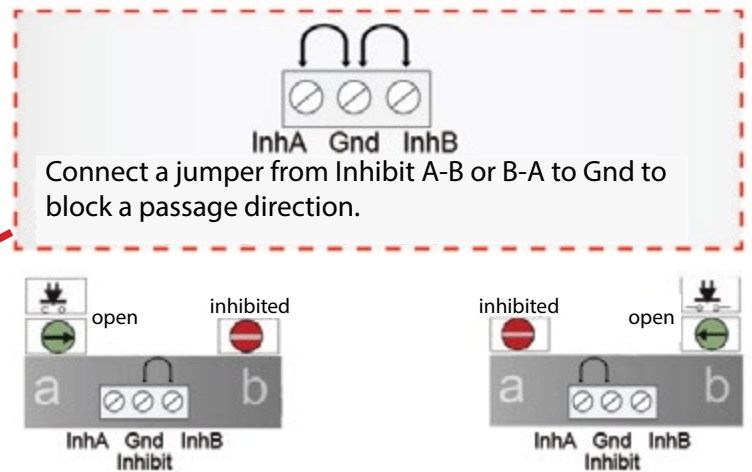 InhA Gnd InhB
Connect a jumper from Inhibit A-B or B-A to Gnd to
block a passage direction.
open
inhibited
a
b
InhA Gnd InhB
Inhibit
inhibited
open
a
b
InhA Gnd InhB
Inhibit